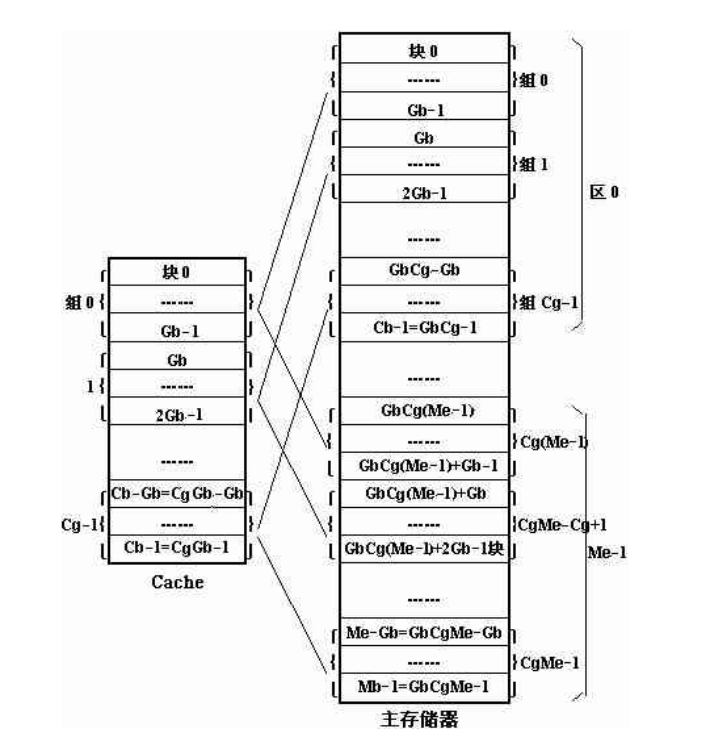 块0
------
组0
Gb-1
Gb
------
组1
2Gb-1
区0
------
GbCg-Gb
------
组Cg-1
Cb-1=GbCg-1
------
GbCg(Me-1)
------
Cg(Me-1)
GbCg(Me-1)+Gb-1
GbCg(Me-1)+Gb
------
CgMe-Cg+1
GbCg(Me-1)+2Gb-1块
Me-1
------
Me-Gb=GbCgMe-Gb
------
CgMe-1
Mb-1=GbCgMe-1
主存储器
块0
组0
------
Gb-1
Gb
1
------
2Gb-1
------
Cb-Gb=CgGb-Gb
Cg-1
------
Cb-1=CgGb-1
Cache